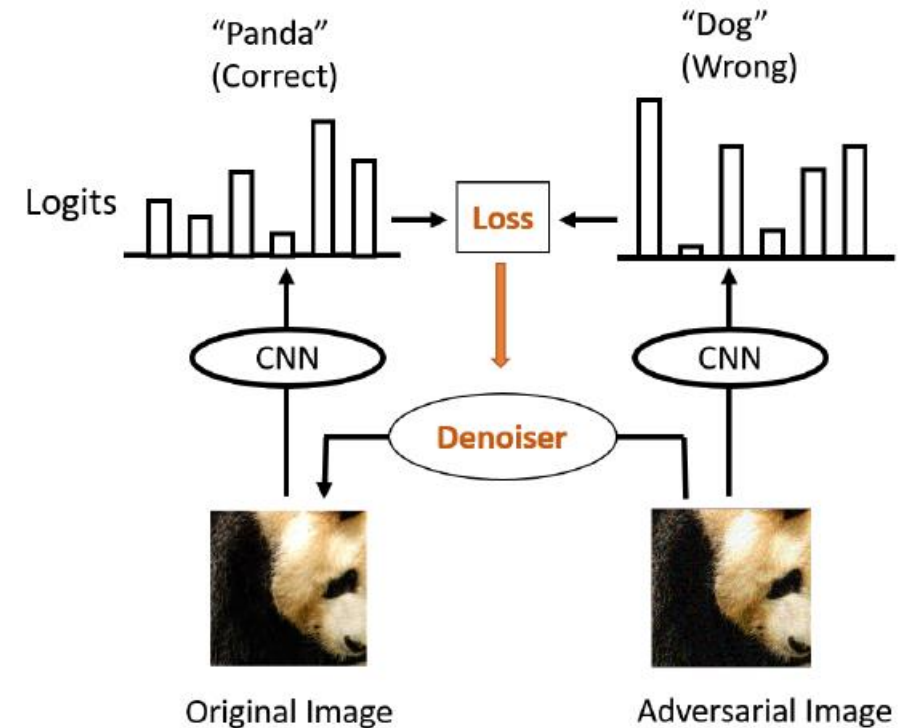 “Panda”
(Correct)
“Dog”
(Wrong)
Logits
Loss
CNN
CNN
Denoiser
Original Image
Adversarial Image